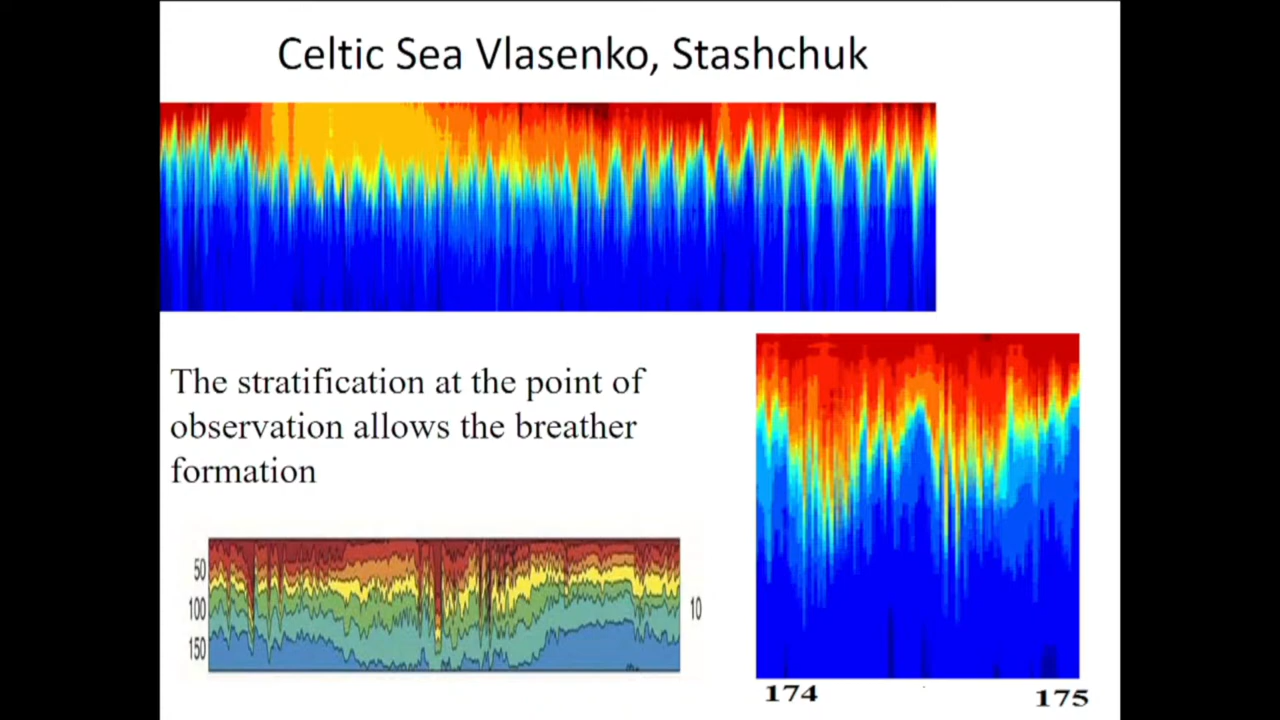 Celtic Sea Vlasenko, Stashchuk
The stratification at the point of
observation allows the breather
formation
50
100
150
10
174
175